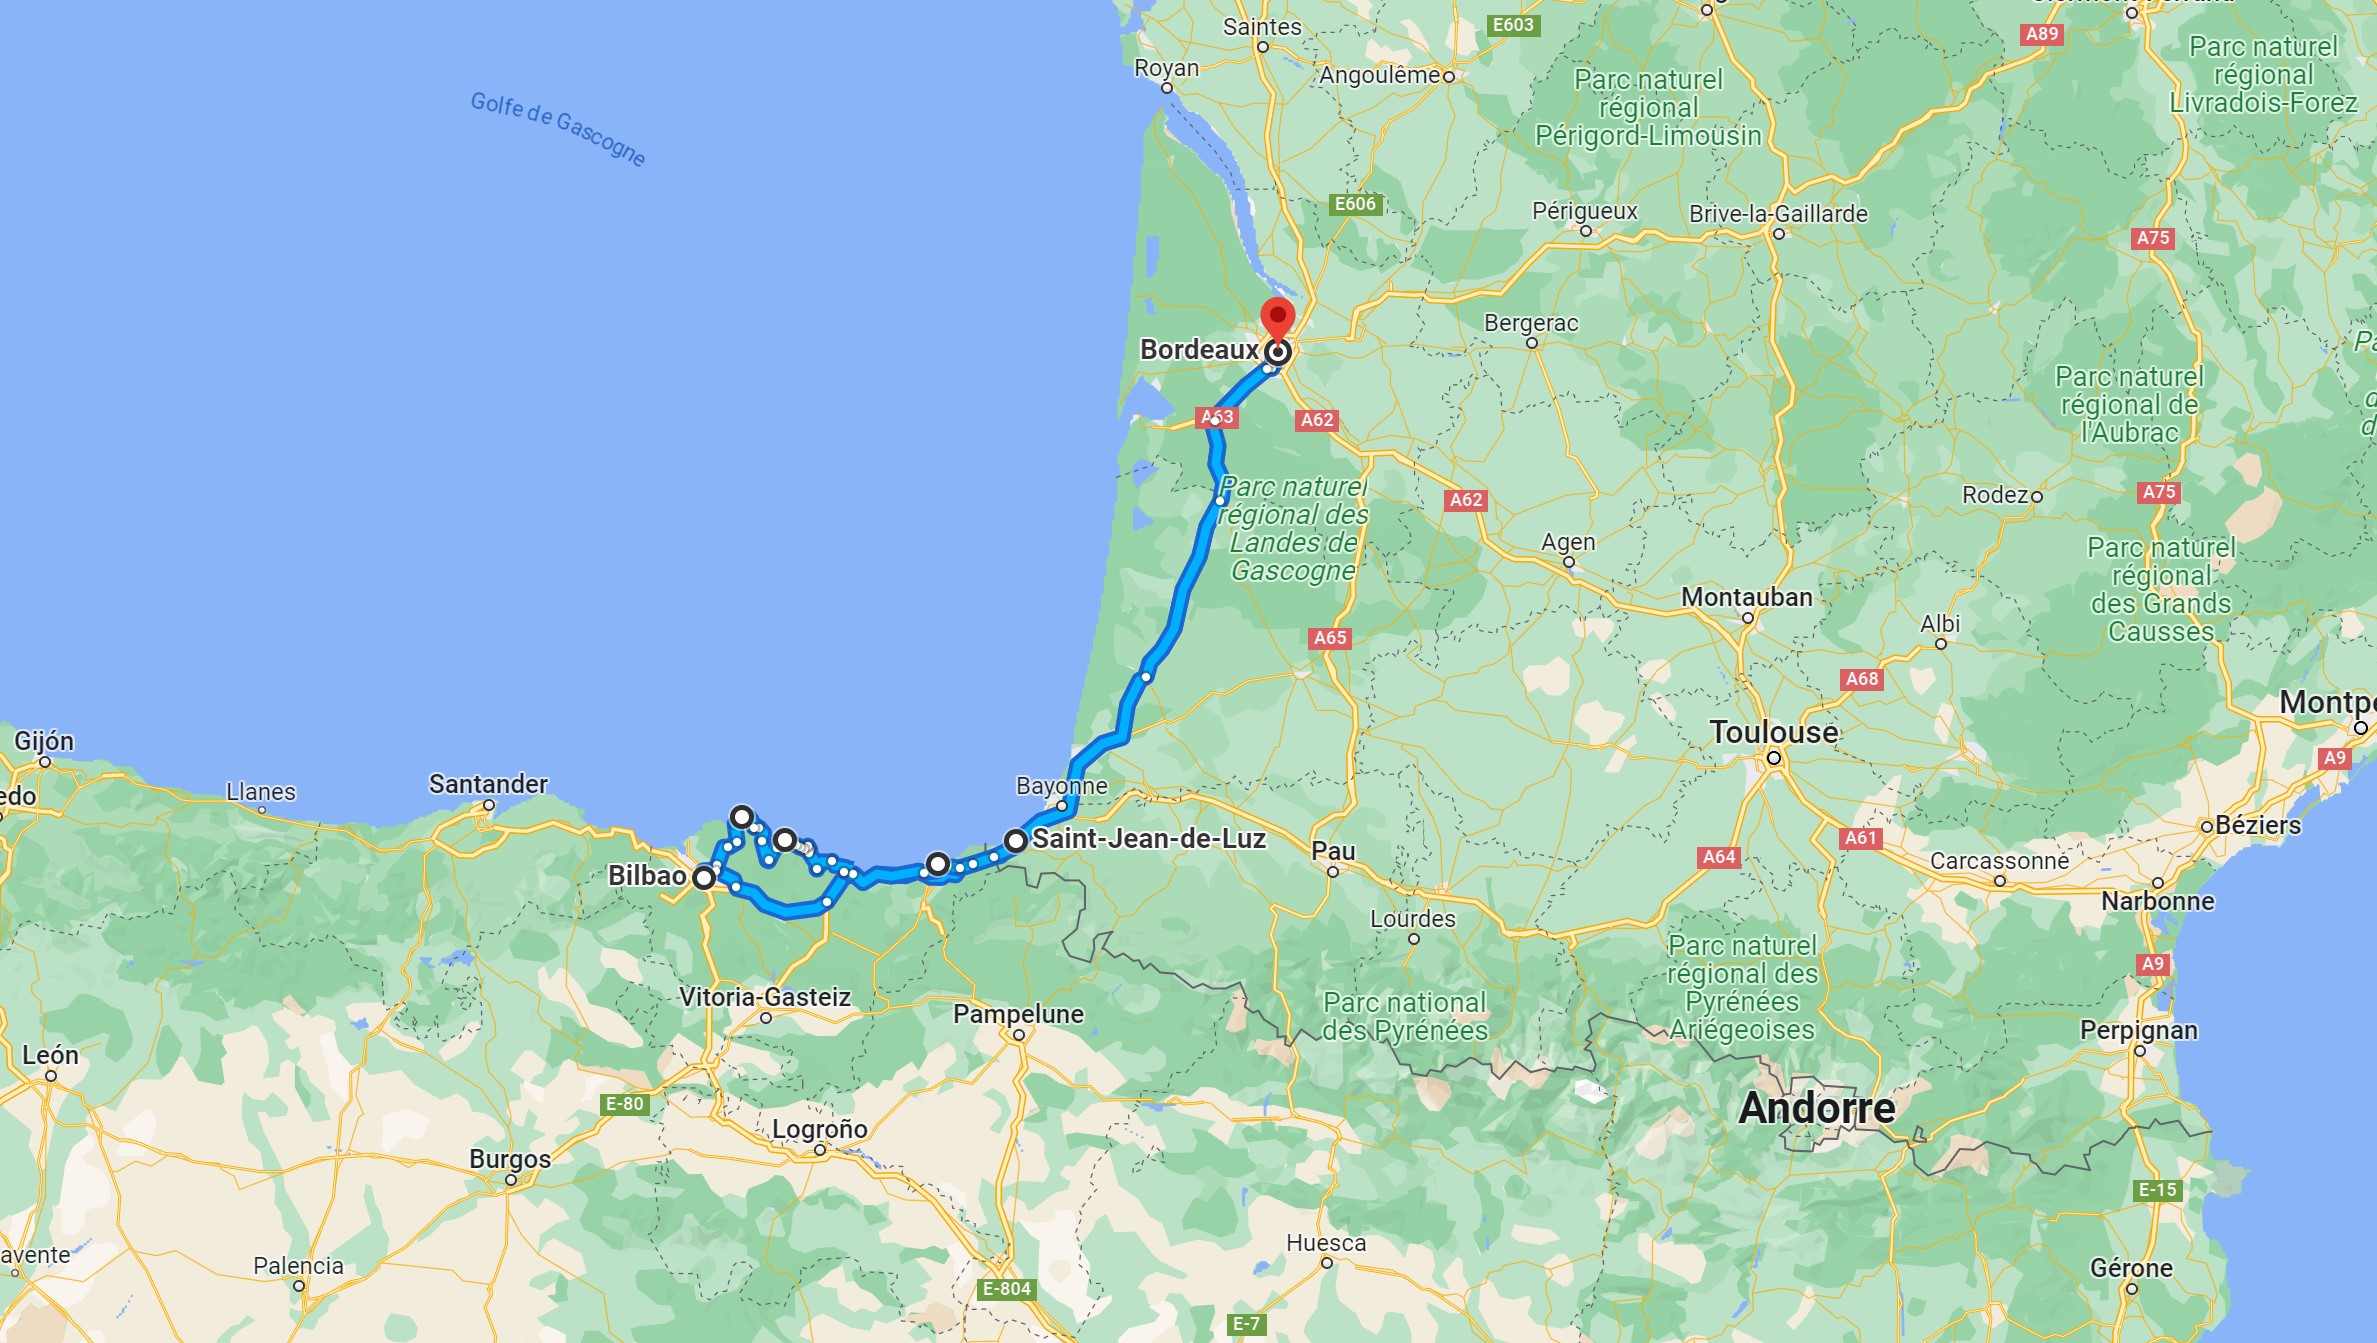 Saintes
E603
A89
Parc naturel
régional
Livradois-Forez
Royan
Angoulême
Parc naturel
régional
Périgord-Limousin
Golfe de Gascogne
E606
Périgueux
Brive-la-Gaillarde
A75
Bordeaux
Bergerac
A63
A62
Parc naturel
régional de
l'Aubrac
Parc naturel
régional des
Landes de
Gascogne
A62
Rodez
A75
Agen
Parc naturel
régional
des Grands
Causses
Montauban
Albi
A65
A68
Montpe
Toulouse
A9
Gijón
Llanes
Santander
edo
Bayonne
Saint-Jean-de-Luz
Bilbao
Pau
A64
A61
Béziers
Carcassonne
Narbonne
Lourdes
Parc naturel
régional des
Pyrénées
Ariégeoises
A9
Vitoria-Gasteiz
Pampelune
Parc national
des Pyrénées
Perpignan
León
E-80
Andorre
Logroño
Burgos
E-15
avente
Palencia
Huesca
Gérone
E-804
E-7